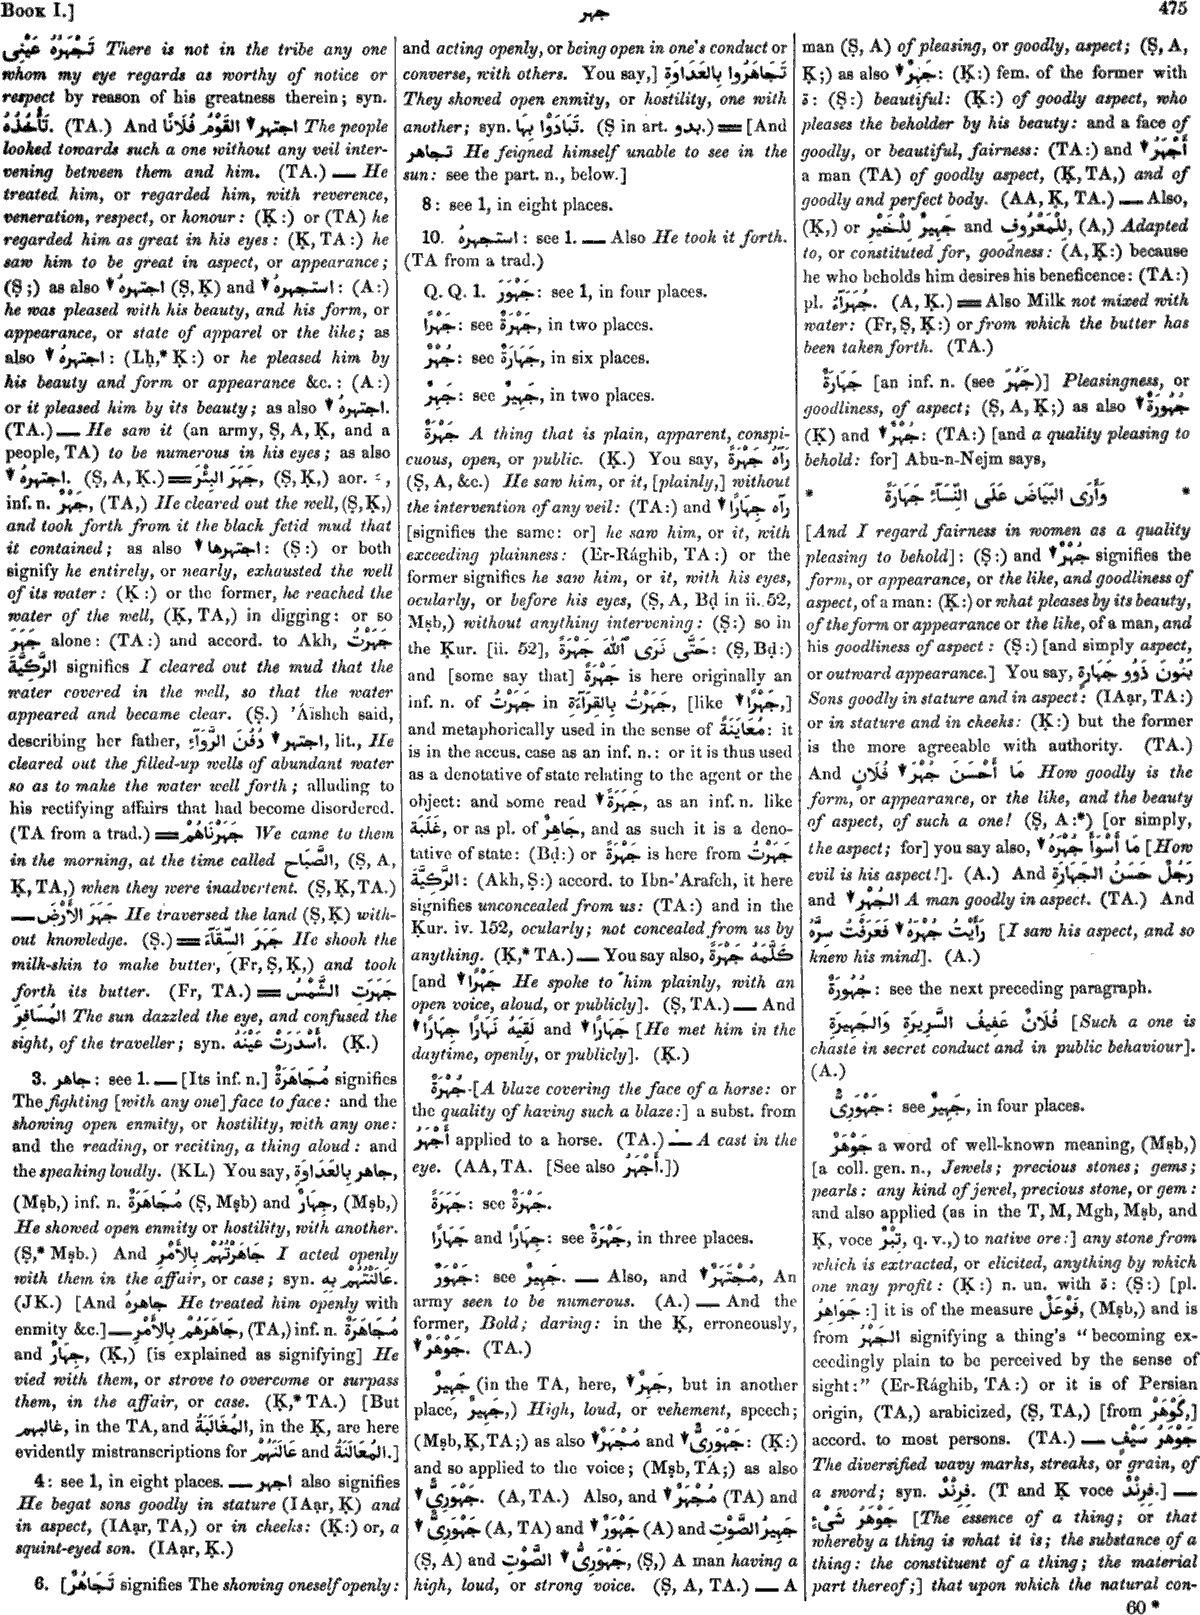 Book I.]
جهر
475
تَجْهَرُهُ عَيْنِى There is not in the tribe any one
whom my eye regards as worthy of notice or
respect by reason of his greatness therein; syn.
تَأْخُذُهُ. (TA.) And اجتهر القَوْمُ فُلَانًا The people
looked towards such a one without any veil inter-
vening between them and him. (TA.) — He
treated him, or regarded him, with reverence,
veneration, respect, or honour: (Ḳ:) or (TA) he
regarded him as great in his eyes: (Ḳ, TA:) he
saw him to be great in aspect, or appearance;
(Ṣ;) as also اجتهرهُ (Ṣ, Ḳ) and استجهرهُ: (A:)
he was pleased with his beauty, and his form, or
appearance, or state of apparel or the like; as
also اجتهرهُ: (Lḥ,* Ḳ:) or he pleased him by
his beauty and form or appearance &c.: (A:)
or it pleased him by its beauty; as also اجتهرهُ.
(TA.) — He saw it (an army, Ṣ, A, Ḳ, and a
people, TA) to be numerous in his eyes; as also
اجتهرهُ. (Ṣ, A, Ḳ.) = جَهَرَ البِئْرَ, (Ṣ, Ḳ,) aor. ـَ,
inf. n. جَهْرٌ, (TA,) He cleared out the well, (Ṣ, Ḳ,)
and took forth from it the black fetid mud that
it contained; as also اجتهرها: (Ṣ:) or both
signify he entirely, or nearly, exhausted the well
of its water: (Ḳ:) or the former, he reached the
water of the well, (Ḳ, TA,) in digging: or so
جَهَرَ alone: (TA:) and accord. to Akh, جَهَرْتُ
الرَّكِيَّةَ signifies I cleared out the mud that the
water covered in the well, so that the water
appeared and became clear. (Ṣ.) 'Áïsheh said,
describing her father, اجتهر دُفُنَ الرَّوَآءِ, lit., He
cleared out the filled-up wells of abundant water
so as to make the water well forth; alluding to
his rectifying affairs that had become disordered.
(TA from a trad.) = جَهَرْنَاهُمْ We came to them
in the morning, at the time called الصَّبَاح, (Ṣ, A,
Ḳ, TA,) when they were inadvertent. (Ṣ, Ḳ, TA.)
— جَهَرَ الأَرْضَ He traversed the land (Ṣ, Ḳ) with-
out knowledge. (Ṣ.) = جَهَرَ السِّقَآءَ He shook the
milk-skin to make butter, (Fr, Ṣ, Ḳ,) and took
forth its butter. (Fr, TA.) = جَهَرَتِ الشَّمْسُ
المُسَافِرَ The sun dazzled the eye, and confused the
sight, of the traveller; syn. أَسْدَرَتْ عَيْنَهُ. (Ḳ.)
3. جاهر: see 1. — [Its inf. n.] مُجَاهَرَةٌ signifies
The fighting [with any one] face to face: and the
showing open enmity, or hostility, with any one:
and the reading, or reciting, a thing aloud: and
the speaking loudly. (KL) You say, جاهر بِالعَدَاوَةِ,
(Mṣb,) inf. n. مُجَاهَرَةٌ (Ṣ, Mṣb) and جِهَارٌ, (Mṣb,)
He showed open enmity or hostility, with another.
(Ṣ,* Mṣb.) And جَاهَرْتُهُمْ بِالأَمْرِ I acted openly
with them in the affair, or case; syn. عَالَنْتُهُمْ بِهِ.
(JK.) [And جاهرهُ He treated him openly with
enmity &c.] — جَاهَرَهُمْ بِالأَمْرِ, (TA,) inf. n. مُجَاهَرَةٌ
and جِهَارٌ, (Ḳ,) [is explained as signifying] He
vied with them, or strove to overcome or surpass
them, in the affair, or case. (Ḳ,* TA.) [But
غالبهم, in the TA, and المُغَالَبَةُ, in the Ḳ, are here
evidently mistranscriptions for عَالَنَهُمْ and المُعَالَنَةُ.]
4: see 1, in eight places. — اجهر also signifies
He begat sons goodly in stature (IAạr, Ḳ) and
in aspect, (IAạr, TA,) or in cheeks: (Ḳ:) or, a
squint-eyed son. (IAạr, Ḳ.)
6. [تَجَاهُرٌ signifies The showing oneself openly:
and acting openly, or being open in one's conduct or
converse, with others. You say,] تَجَاهَرُوا بِالعَدَاوَةِ
They showed open enmity, or hostility, one with
another; syn. تَبَادَوْا بِهَا. (Ṣ in art. بدو.) = [And
تجاهر He feigned himself unable to see in the
sun: see the part. n., below.]
8: see 1, in eight places.
10. استجهرهُ: see 1. — Also He took it forth.
(TA from a trad.)
Q. Q. 1. جَهْوَرَ: see 1, in four places.
جَهْرًا: see جَهْرَةٌ, in two places.
جُهْرٌ: see جَهَارَةٌ, in six places.
جَهِرٌ: see جَهِيرٌ, in two places.
جَهْرَةٌ A thing that is plain, apparent, conspi-
cuous, open, or public. (Ḳ.) You say, رَآهُ جَهْرَةً
(Ṣ, A, &c.) He saw him, or it, [plainly,] without
the intervention of any veil: (TA:) and رآه جِهَارًا
[signifies the same: or] he saw him, or it, with
exceeding plainness: (Er-Rághib, TA:) or the
former signifies he saw him, or it, with his eyes,
ocularly, or before his eyes, (Ṣ, A, Bḍ in ii. 52,
Mṣb,) without anything intervening: (Ṣ:) so in
the Ḳur. [ii. 52], حَتَّى نَرَى ٱللّٰهَ جَهْرَةً: (Ṣ, Bḍ:)
and [some say that] جَهْرَةً is here originally an
inf. n. of جَهَرْتُ in جَهَرْتُ بِالقِرَآءَةِ, [like جَهْرًا,]
and metaphorically used in the sense of مُعَايَنَةً: it
is in the accus. case as an inf. n.: or it is thus used
as a denotative of state relating to the agent or the
object: and some read جَهَرَةً, as an inf. n. like
غَلَبَة, or as pl. of جَاهِرٌ, and as such it is a deno-
tative of state: (Bḍ:) or جَهْرَةً is here from جَهَرْتُ
الرَّكِيَّةَ: (Akh, Ṣ:) accord. to Ibn-'Arafeh, it here
signifies unconcealed from us: (TA:) and in the
Ḳur. iv. 152, ocularly; not concealed from us by
anything. (Ḳ,* TA.) — You say also, كَلَّمَهُ جَهْرَةً
[and جَهْرًا He spoke to him plainly, with an
open voice, aloud, or publicly]. (Ṣ, TA.) — And
لَقِيَهُ نَهَارًا جِهَارًا and جَهَارًا [He met him in the
daytime, openly, or publicly]. (Ḳ.)
جُهْرَةٌ [A blaze covering the face of a horse: or
the quality of having such a blaze:] a subst. from
أَجْهَرُ applied to a horse. (TA.) — A cast in the
eye. (AA, TA. [See also أَجْهَرُ.])
جَهَرَةً: see جَهْرَةٌ.
جَهَارًا and جِهَارًا: see جَهْرَةٌ, in three places.
جَهْوَرٌ: see جَهِيرٌ. — Also, and مُجْتَهَرٌ, An
army seen to be numerous. (A.) — And the
former, Bold; daring: in the Ḳ, erroneously,
جَوْهَرٌ. (TA.)
جَهِيرٌ (in the TA, here, جَهِرٌ, but in another
place, جَهِيرٌ,) High, loud, or vehement, speech;
(Mṣb, Ḳ, TA;) as also مُجْهَرٌ and جَهْوَرِىٌّ: (Ḳ:)
and so applied to the voice; (Mṣb, TA;) as also
جَهْوَرِىٌّ. (A, TA.) Also, and مُجْهَرٌ (TA) and
جَهْوَرِىٌّ (A, TA) and جَهْوَرٌ (A) and جَهِيرُ الصَّوْتِ
(Ṣ, A) and جَهْوَرِىُّ الصَّوْتِ, (Ṣ,) A man having a
high, loud, or strong voice. (Ṣ, A, TA.) — A
man (Ṣ, A) of pleasing, or goodly, aspect; (Ṣ, A,
Ḳ;) as also جَهِرٌ: (Ḳ:) fem. of the former with
ة: (Ṣ:) beautiful: (Ḳ:) of goodly aspect, who
pleases the beholder by his beauty: and a face of
goodly, or beautiful, fairness: (TA:) and أَجْهَرُ
a man (TA) of goodly aspect, (Ḳ, TA,) and of
goodly and perfect body. (AA, Ḳ, TA.) — Also,
(Ḳ,) or جَهِيرٌ لِلْخَيْرِ and لِلْمَعْرُوفِ, (A,) Adapted
to, or constituted for, goodness: (A, Ḳ:) because
he who beholds him desires his beneficence: (TA:)
pl. جُهَرَآءُ. (A, Ḳ.) = Also Milk not mixed with
water: (Fr, Ṣ, Ḳ:) or from which the butter has
been taken forth. (TA.)
جَهَارَةٌ [an inf. n. (see جَهُرَ)] Pleasingness, or
goodliness, of aspect; (Ṣ, A, Ḳ;) as also جُهُورَةٌ
(Ḳ) and جُهْرٌ: (TA:) [and a quality pleasing to
behold: for] Abu-n-Nejm says,
* وَأَرَى البَيَاضَ عَلَى النِّسَآءِ جَهَارَةً *
[And I regard fairness in women as a quality
pleasing to behold]: (Ṣ:) and جُهْرٌ signifies the
form, or appearance, or the like, and goodliness of
aspect, of a man: (Ḳ:) or what pleases by its beauty,
of the form or appearance or the like, of a man, and
his goodliness of aspect: (Ṣ:) [and simply aspect,
or outward appearance.] You say, بَنُونَ ذَوُو جَهَارَةٍ
Sons goodly in stature and in aspect: (IAạr, TA:)
or in stature and in cheeks: (Ḳ:) but the former
is the more agreeable with authority. (TA.)
And مَا أَحْسَنَ جُهْرَ فُلَانٍ How goodly is the
form, or appearance, or the like, and the beauty
of aspect, of such a one! (Ṣ, A:*) [or simply,
the aspect; for] you say also, مَا أَسْوَأَ جُهْرَهُ [How
evil is his aspect!]. (A.) And رَجُلٌ حَسَنُ الجَهَارَةِ
and الجُهْرِ A man goodly in aspect. (TA.) And
رَأَيْتُ جُهْرَهُ فَعَرَفْتُ سِرَّهُ [I saw his aspect, and so
knew his mind]. (A.)
جُهُورَةٌ: see the next preceding paragraph.
فُلَانٌ عَفِيفُ السَّرِيرَةِ وَالجَهِيرَةِ [Such a one is
chaste in secret conduct and in public behaviour].
(A.)
جَهْوَرِىٌّ: see جَهِيرٌ, in four places.
جَوْهَرٌ a word of well-known meaning, (Mṣb,)
[a coll. gen. n., Jewels; precious stones; gems;
pearls: any kind of jewel, precious stone, or gem:
and also applied (as in the T, M, Mgh, Mṣb, and
Ḳ, voce تِبْرٌ, q. v.,) to native ore:] any stone from
which is extracted, or elicited, anything by which
one may profit: (Ḳ:) n. un. with ة: (Ṣ:) [pl.
جَوَاهِرُ:] it is of the measure فَوْعَلٌ, (Mṣb,) and is
from الجَهْرُ signifying a thing's "becoming ex-
ceedingly plain to be perceived by the sense of
sight:" (Er-Rághib, TA:) or it is of Persian
origin, (TA,) arabicized, (Ṣ, TA,) [from گَوْهَرْ,]
accord. to most persons. (TA.) — جَوْهَرُ سَيْفٍ
The diversified wavy marks, streaks, or grain, of
a sword; syn. فِرِنْدٌ. (T and Ḳ voce فِرِنْدٌ.] —
جَوْهَرُ شَىْءٍ [The essence of a thing; or that
whereby a thing is what it is; the substance of a
thing: the constituent of a thing; the material
part thereof;] that upon which the natural con-
60 *